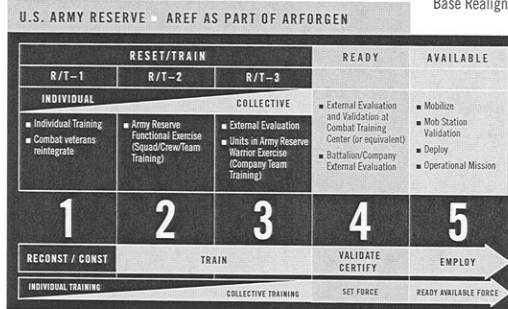 Base Realign
U.S. ARMY RESERVE ▪ AREF AS PART OF ARFORGEN
RESET/TRAIN
READY
AVAILABLE
R/T–1
R/T–2
R/T–3
INDIVIDUAL
COLLECTIVE
▪ Individual Training
▪ Combat veterans
reintegrate
▪ Army Reserve
Functional Exercise
(Squad/Crew/Team
Training)
▪ External Evaluation
▪ Units in Army Reserve
Warrior Exercise
(Company Team
Training)
▪ External Evaluation
and Validation at
Combat Training
Center (or equivalent)
▪ Battalion/Company
External Evaluation
▪ Mobilize
▪ Mob Station
Validation
▪ Deploy
▪ Operational Mission
1
2
3
4
5
RECONST / CONST
TRAIN
VALIDATE
CERTIFY
EMPLOY
INDIVIDUAL TRAINING
COLLECTIVE TRAINING
SET FORCE
READY AVAILABLE FORCE